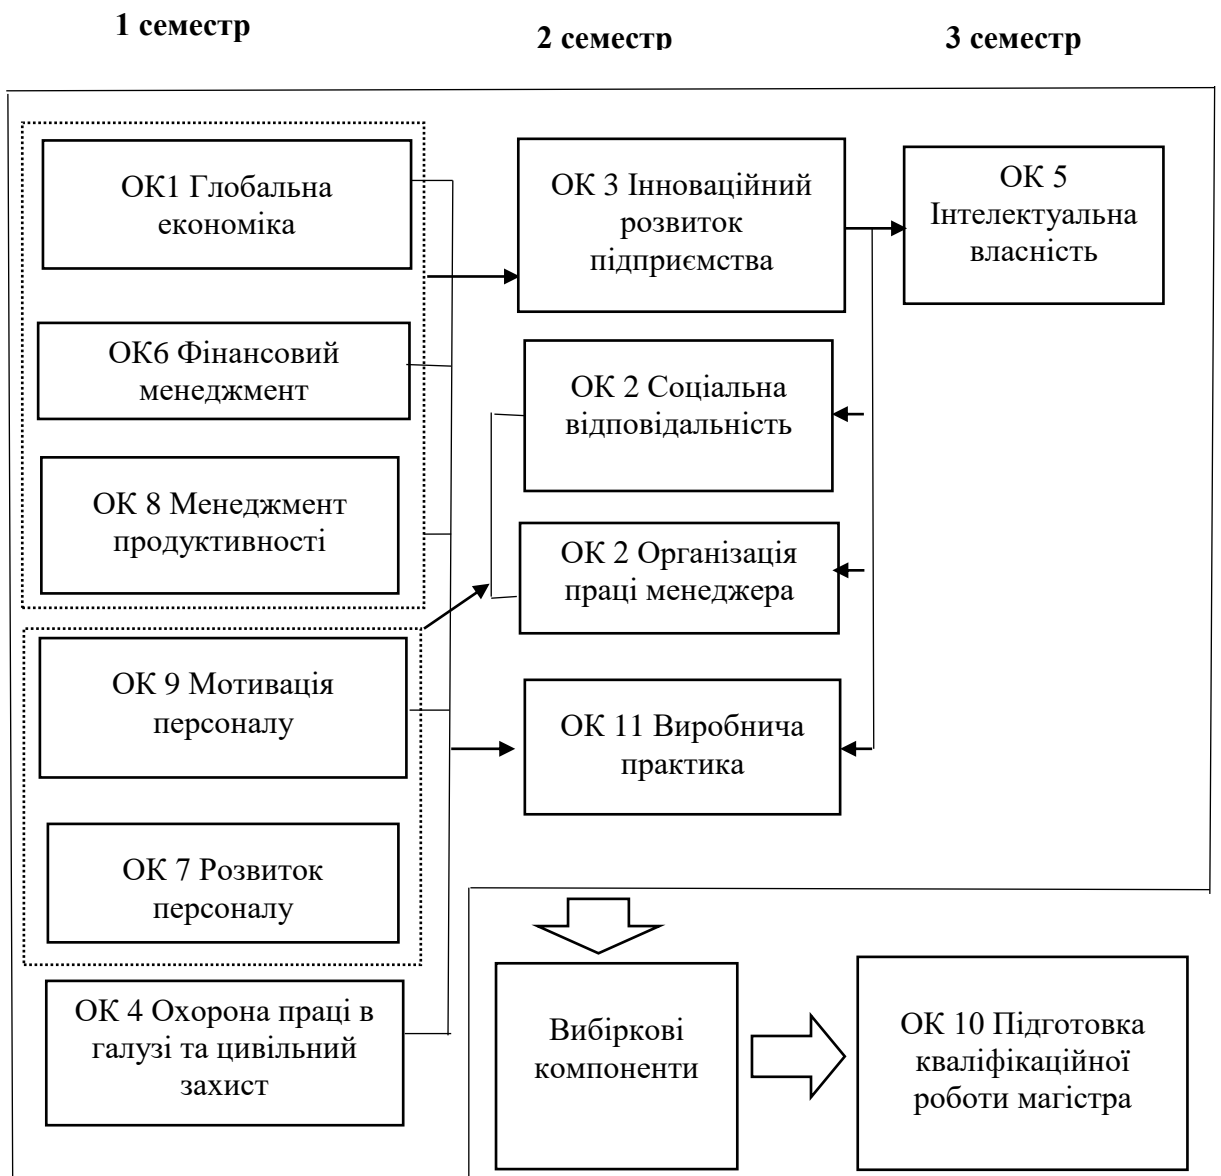 1 семестр
2 семестр
3 семестр
ОК1 Глобальна
економіка
ОК6 Фінансовий
менеджмент
ОК 8 Менеджмент
продуктивності
ОК 9 Мотивація
персоналу
ОК 7 Розвиток
персоналу
ОК 4 Охорона праці в
галузі та цивільний
захист
ОК 3 Інноваційний
розвиток
підприємства
ОК 2 Соціальна
відповідальність
ОК 2 Організація
праці менеджера
ОК 11 Виробнича
практика
ОК 5
Інтелектуальна
власність
Вибіркові
компоненти
ОК 10 Підготовка
кваліфікаційної
роботи магістра